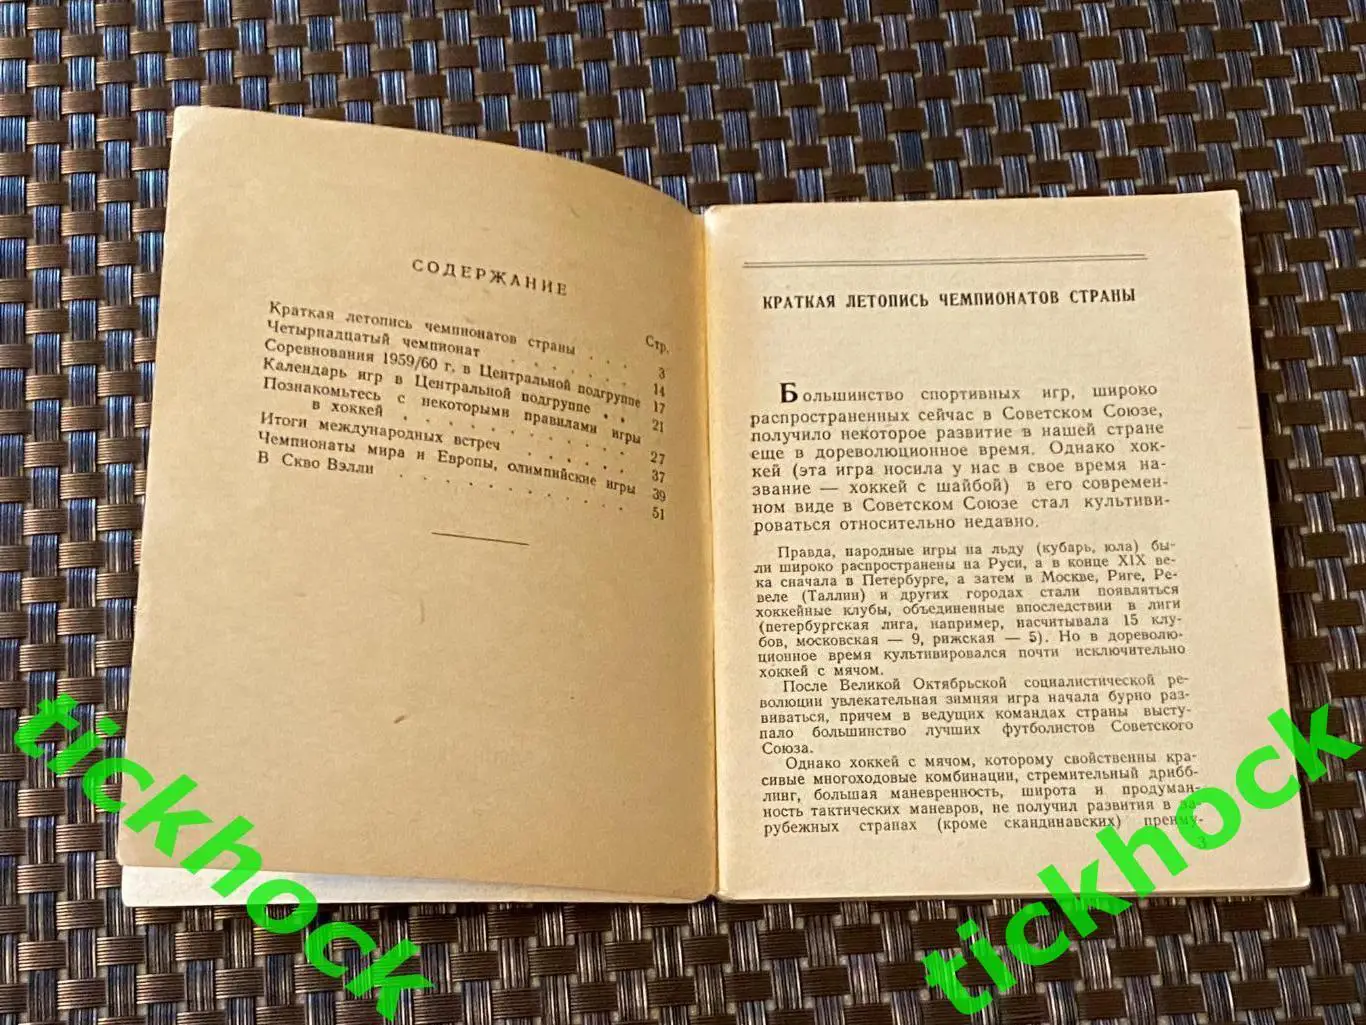 СОДЕРЖАНИЕ
Стр.
Краткая летопись чемпионатов страны . . . 3
Четырнадцатый чемпионат . . . . . . 14
Соревнования 1959/60 г. в Центральной подгруппе 17
Календарь игр в Центральной подгруппе . . 21
Познакомьтесь с некоторыми правилами игры
в хоккей . . . . . . . . . . 27
Итоги международных встреч . . . . . 37
Чемпионаты мира и Европы, олимпийские игры 39
В Скво Вэлли . . . . . . . . . . 51
КРАТКАЯ ЛЕТОПИСЬ ЧЕМПИОНАТОВ СТРАНЫ
Большинство спортивных игр, широко
распространенных сейчас в Советском Союзе,
получило некоторое развитие в нашей стране
еще в дореволюционное время. Однако хок-
кей (эта игра носила у нас в свое время на-
звание — хоккей с шайбой) в его современ-
ном виде в Советском Союзе стал культиви-
роваться относительно недавно.
Правда, народные игры на льду (кубарь, юла) бы-
ли широко распространены на Руси, а в конце XIX ве-
ка сначала в Петербурге, а затем в Москве, Риге, Ре-
веле (Таллин) и других городах стали появляться
хоккейные клубы, объединенные впоследствии в лиги
(петербургская лига, например, насчитывала 15 клу-
бов, московская — 9, рижская — 5). Но в дореволю-
ционное время культивировался почти исключительно
хоккей с мячом.
После Великой Октябрьской социалистической ре-
волюции увлекательная зимняя игра начала бурно раз-
виваться, причем в ведущих командах страны высту-
пало большинство лучших футболистов Советского
Союза.
Однако хоккей с мячом, которому свойственны кра-
сивые многоходовые комбинации, стремительный дрибб-
линг, большая маневренность, широта и продуман-
ность тактических маневров, не получил развития в за-
рубежных странах (кроме скандинавских) преиму-
3
tickhock
tickhock